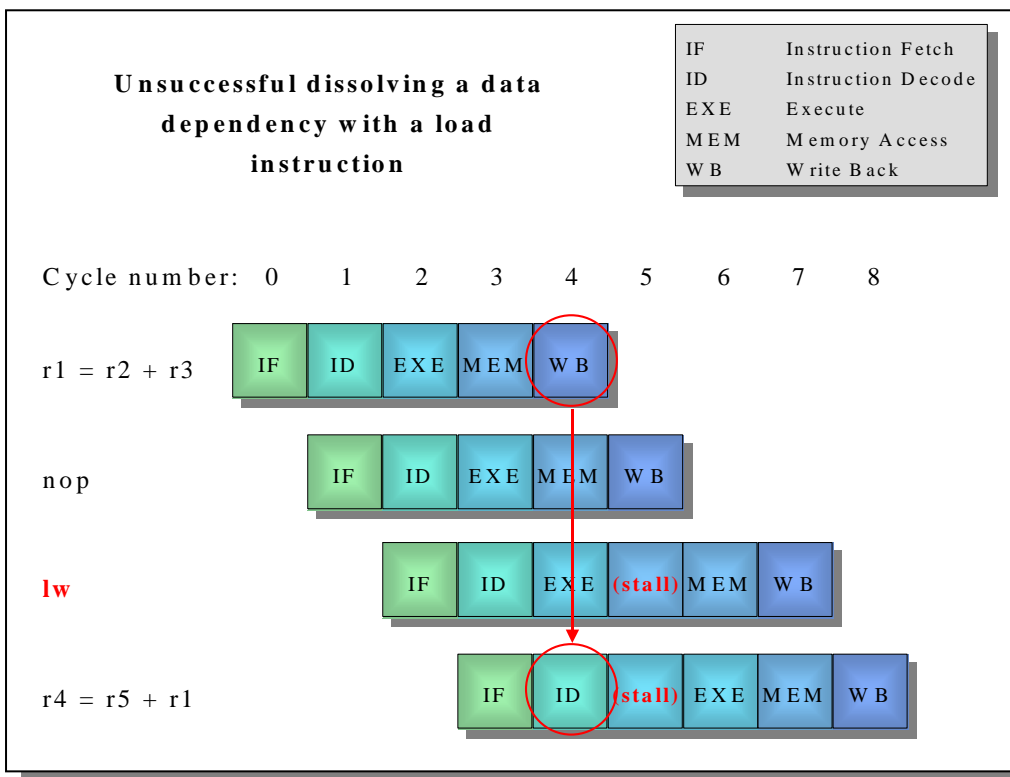 Unsuccessful dissolving a data
dependency with a load
instruction
IF Instruction Fetch
ID Instruction Decode
EXE Execute
MEM Memory Access
WB Write Back
Cycle number: 0 1 2 3 4 5 6 7 8
r1 = r2 + r3 IF ID EXE MEM WB
nop IF ID EXE MEM WB
lw IF ID EXE (stall) MEM WB
r4 = r5 + r1 IF ID (stall) EXE MEM WB